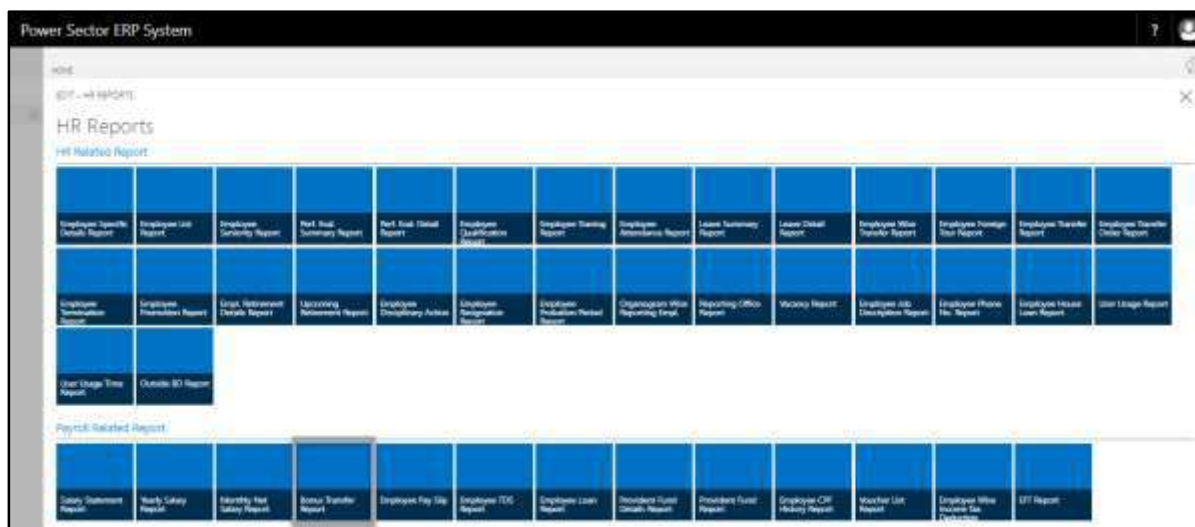 Power Sector ERP System
?
HOME
EDIT - HR REPORTS
HR Reports
HR Related Report
Employee Specific
Details Report
Employee List
Report
Employee
Seniority Report
Perf. Eval.
Summary Report
Perf. Eval. Detail
Report
Employee
Qualification
Report
Employee Training
Report
Employee
Attendance Report
Leave Summary
Report
Leave Detail
Report
Employee Wise
Transfer Report
Employee Foreign
Tour Report
Employee Transfer
Report
Employee Transfer
Order Report
Employee
Termination
Report
Employee
Promotion Report
Empl. Retirement
Details Report
Upcoming
Retirement Report
Employee
Disciplinary Action
Employee
Resignation
Report
Employee
Probation Period
Report
Organogram Wise
Reporting Empl.
Reporting Office
Report
Vacancy Report
Employee Job
Description Report
Employee Phone
No. Report
Employee House
Loan Report
User Usage Report
User Usage Time
Report
Outside BD Report
Payroll Related Report
Salary Statement
Report
Yearly Salary
Report
Monthly Net
Salary Report
Bonus Transfer
Report
Employee Pay Slip
Employee TDS
Report
Employee Loan
Report
Provident Fund
Details Report
Provident Fund
Report
Employee CPF
History Report
Voucher List
Report
Employee Wise
Income Tax
Deduction
EFT Report